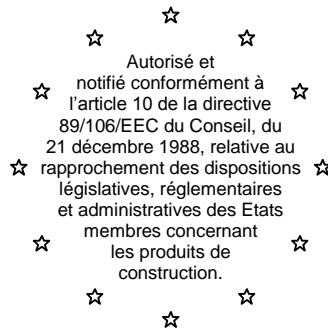 Autorisé et
notifié conformément à
l'article 10 de la directive
89/106/EEC du Conseil, du
21 décembre 1988, relative au
rapprochement des dispositions
législatives, réglementaires
et administratives des Etats
membres concernant
les produits de
construction.